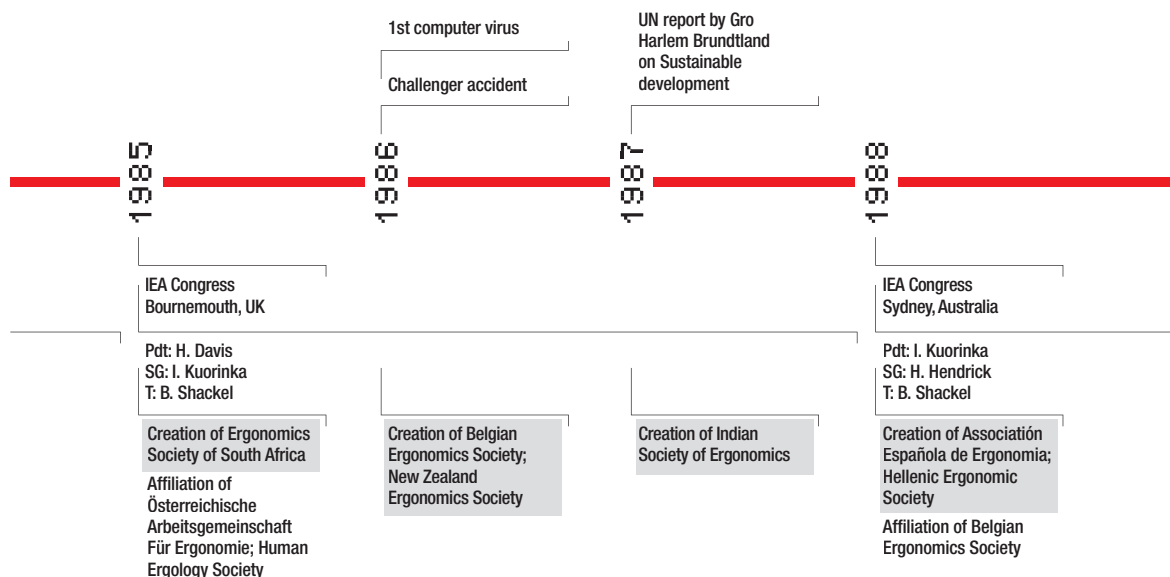 1st computer virus
Challenger accident
UN report by Gro
Harlem Brundtland
on Sustainable
development
1985
1986
1987
1988
IEA Congress
Bournemouth, UK
IEA Congress
Sydney, Australia
Pdt: H. Davis
SG: I. Kuorinka
T: B. Shackel
Pdt: I. Kuorinka
SG: H. Hendrick
T: B. Shackel
Creation of Ergonomics
Society of South Africa
Affiliation of
Österreichische
Arbeitsgemeinschaft
Für Ergonomie; Human
Ergology Society
Creation of Belgian
Ergonomics Society;
New Zealand
Ergonomics Society
Creation of Indian
Society of Ergonomics
Creation of Associatión
Española de Ergonomia;
Hellenic Ergonomic
Society
Affiliation of Belgian
Ergonomics Society